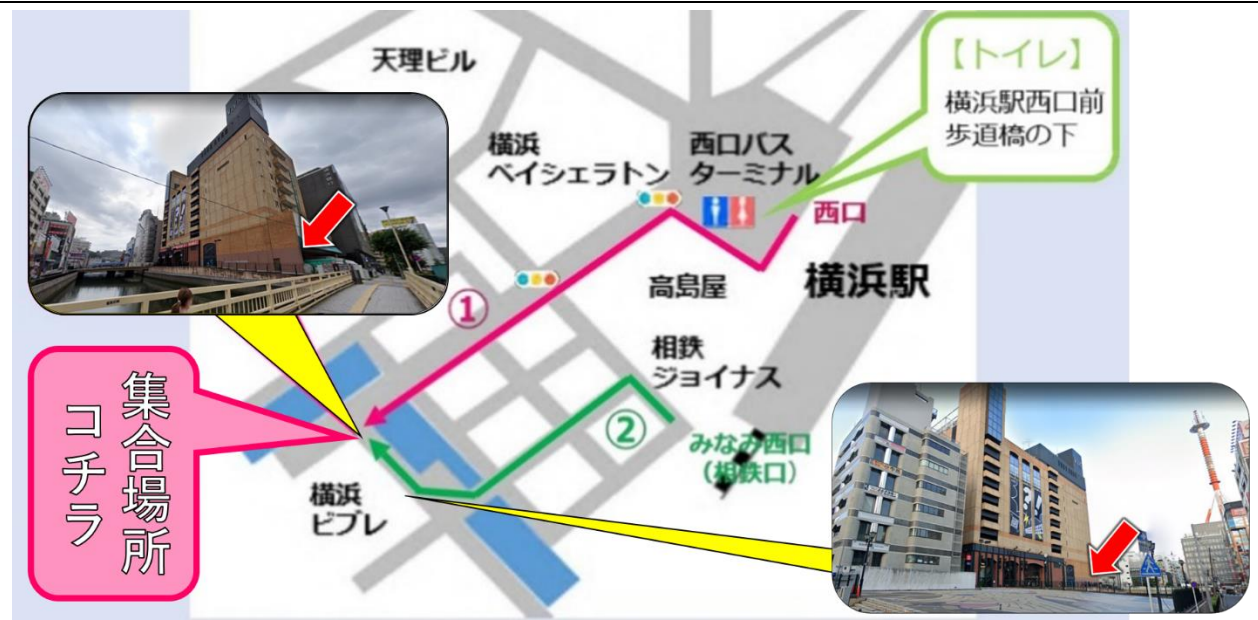 天理ビル
横浜
ベイシェラトン
西口バス
ターミナル
【トイレ】
横浜駅西口前
歩道橋の下
西口
高島屋
横浜駅
①
相鉄
ジョイナス
②
みなみ西口
(相鉄口)
横浜
ビブレ
集合場所
コチラ